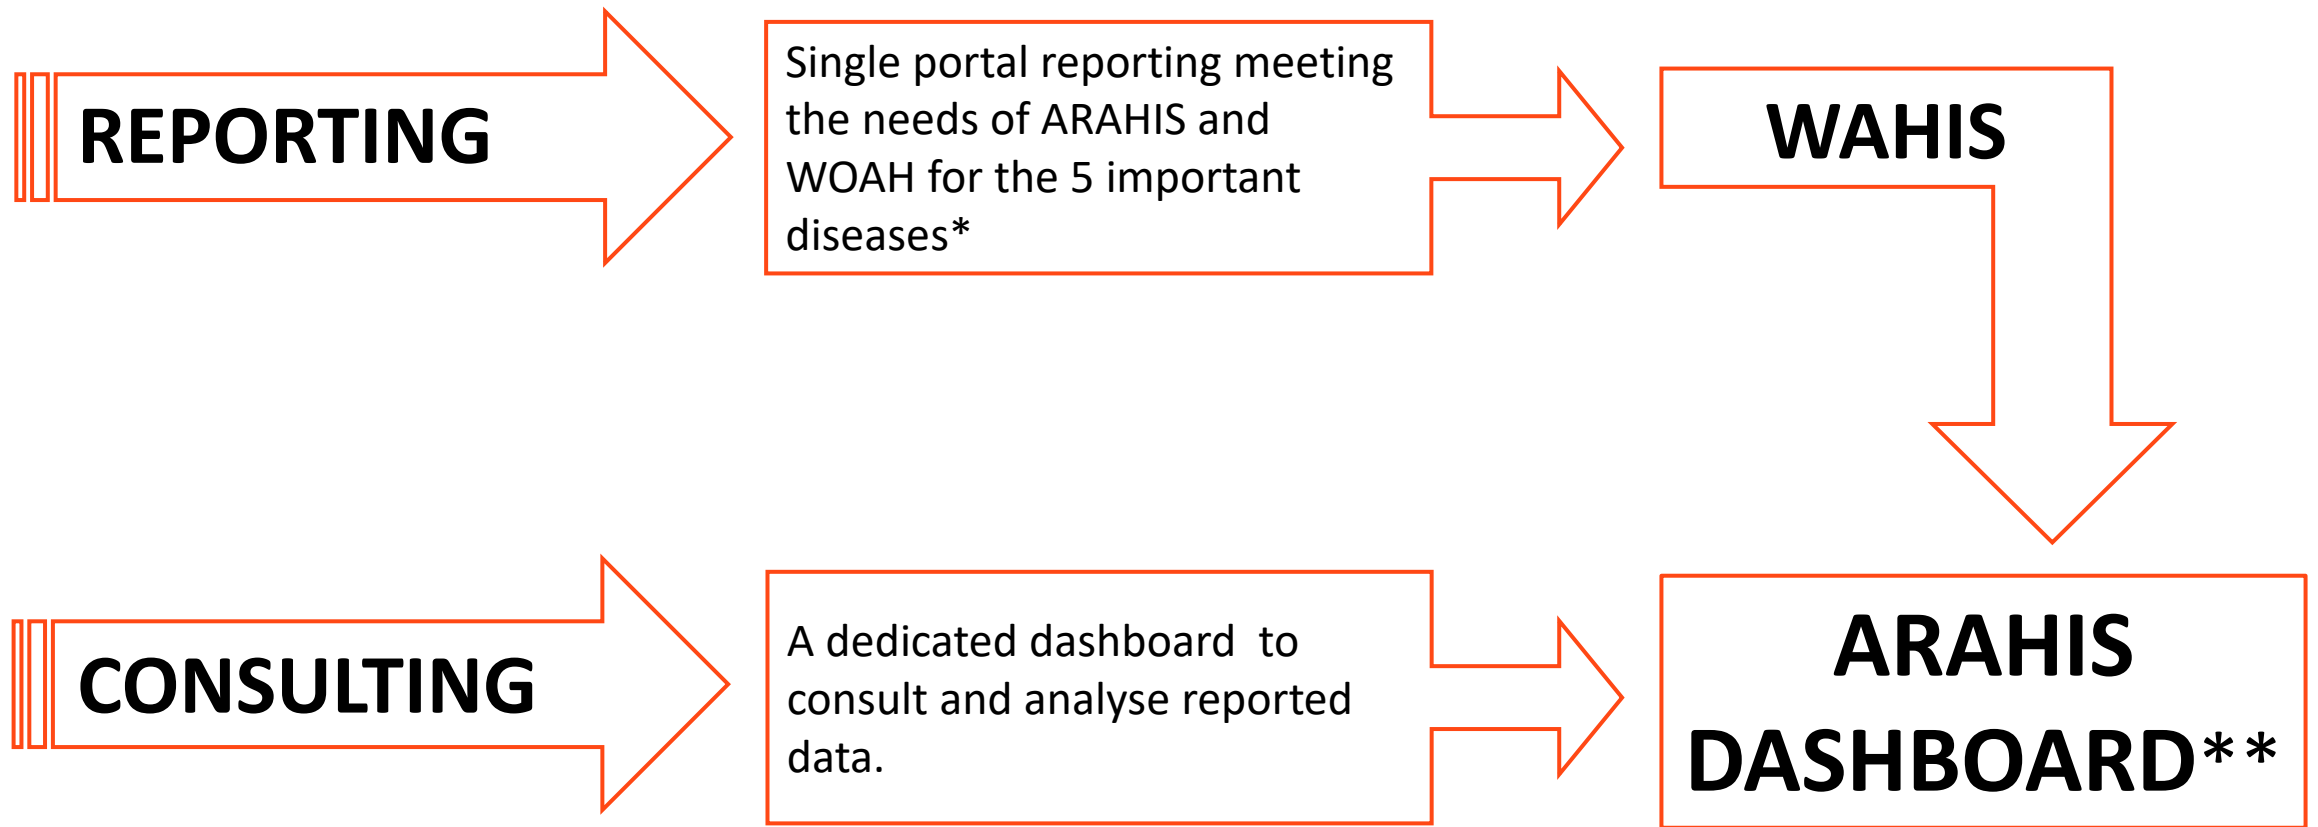 REPORTING
Single portal reporting meeting
the needs of ARAHIS and
WOAH for the 5 important
diseases*
WAHIS
CONSULTING
A dedicated dashboard  to
consult and analyse reported
data.
ARAHIS
DASHBOARD**